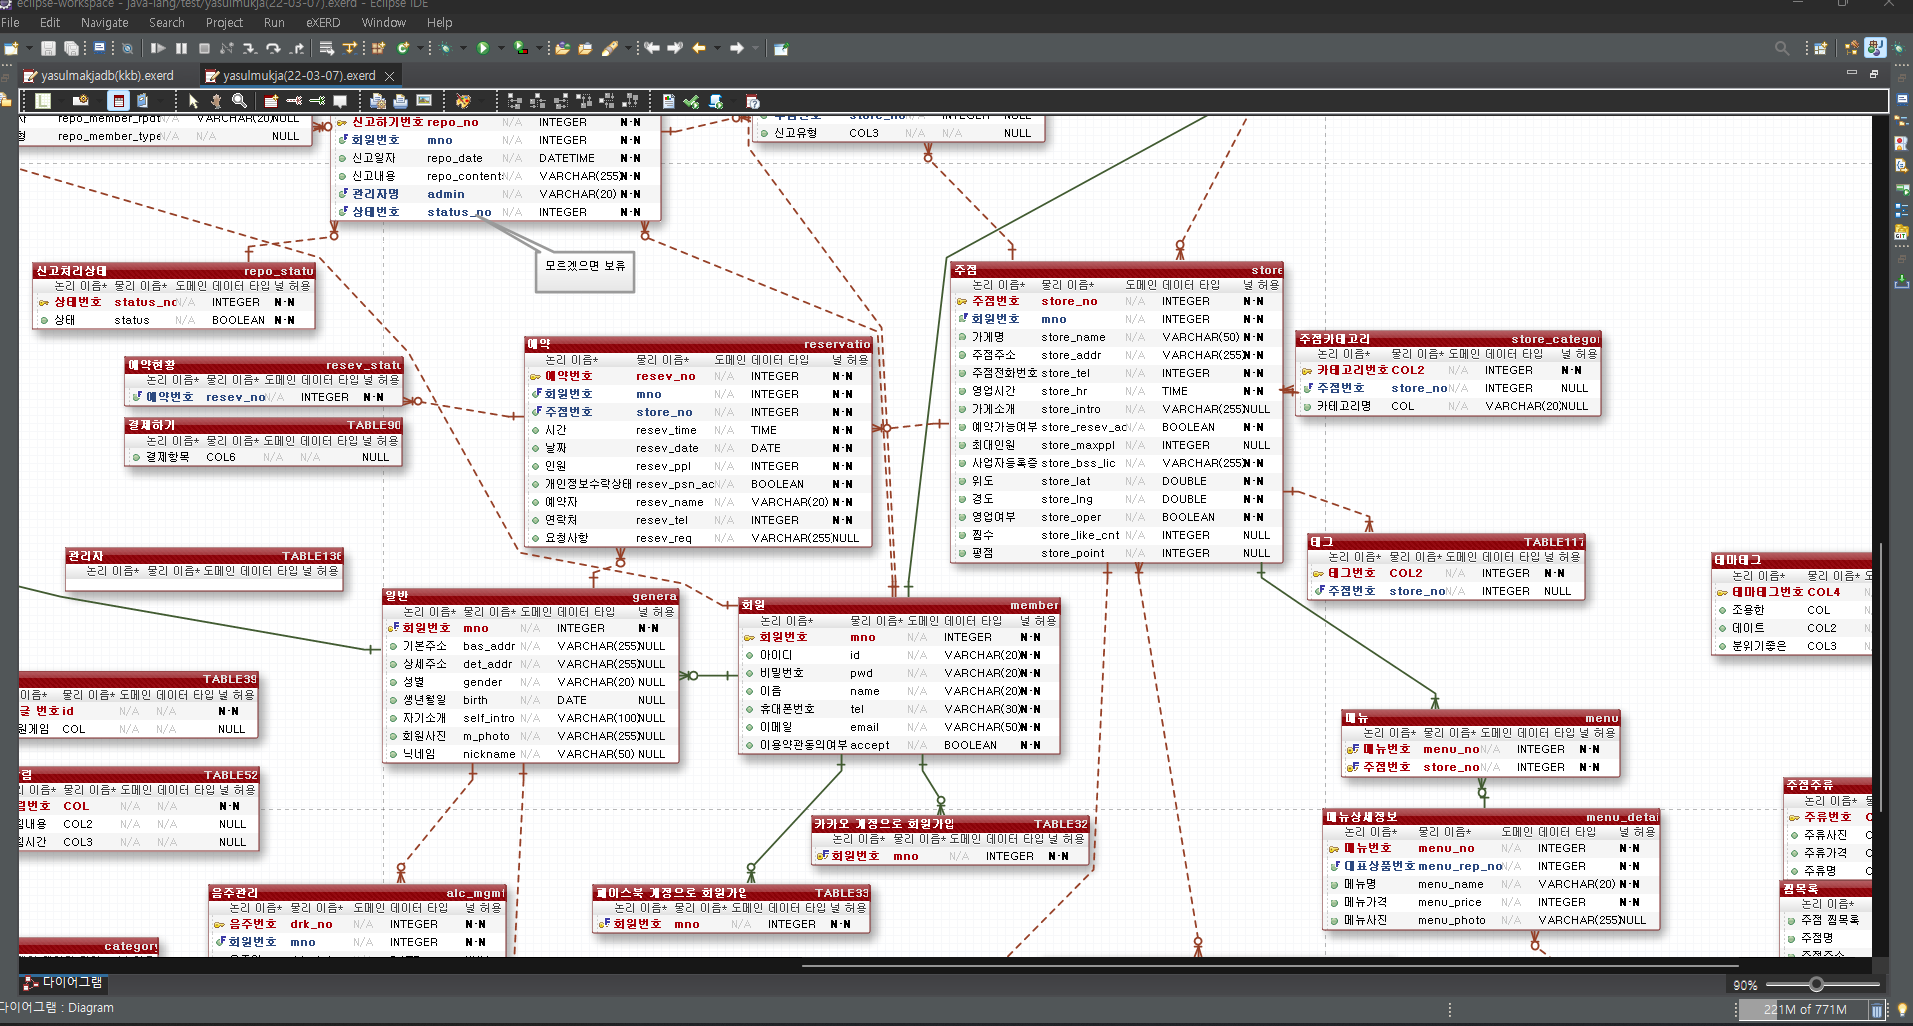 eclipse-workspace - java-lang/test/yasulmukja(22-03-07).exerd - Eclipse IDE
File Edit Navigate Search Project Run eXERD Window Help
yasulmakjadb(kkb).exerd yasulmukja(22-03-07).exerd
repo_member_rpdt N/A VARCHAR(20) NULL
repo_member_type N/A N/A NULL
신고하기번호 repo_no N/A INTEGER N-N
회원번호 mno N/A INTEGER N-N
신고일자 repo_date N/A DATETIME N-N
신고내용 repo_content N/A VARCHAR(255) N-N
관리자명 admin N/A VARCHAR(20) N-N
상태번호 status_no N/A INTEGER N-N
모르겠으면 보류
주점번호 store_no N/A INTEGER NULL
신고유형 COL3 N/A N/A NULL
신고처리상태 repo_statu
논리 이름* 물리 이름* 도메인 데이터 타입 널 허용
상태번호 status_no N/A INTEGER N-N
상태 status N/A BOOLEAN N-N
예약현황 resev_statu
논리 이름* 물리 이름* 도메인 데이터 타입 널 허용
예약번호 resev_no N/A INTEGER N-N
결제하기 TABLE90
논리 이름* 물리 이름* 도메인 데이터 타입 널 허용
결제항목 COL6 N/A N/A NULL
예약 reservatio
논리 이름* 물리 이름* 도메인 데이터 타입 널 허용
예약번호 resev_no N/A INTEGER N-N
회원번호 mno N/A INTEGER N-N
주점번호 store_no N/A INTEGER N-N
시간 resev_time N/A TIME N-N
날짜 resev_date N/A DATE N-N
인원 resev_ppl N/A INTEGER N-N
개인정보수락상태 resev_psn_ac N/A BOOLEAN N-N
예약자 resev_name N/A VARCHAR(20) N-N
연락처 resev_tel N/A INTEGER N-N
요청사항 resev_req N/A VARCHAR(255) NULL
주점 store
논리 이름* 물리 이름* 도메인 데이터 타입 널 허용
주점번호 store_no N/A INTEGER N-N
회원번호 mno N/A INTEGER N-N
가게명 store_name N/A VARCHAR(50) N-N
주점주소 store_addr N/A VARCHAR(255) N-N
주점전화번호 store_tel N/A INTEGER N-N
영업시간 store_hr N/A TIME N-N
가게소개 store_intro N/A VARCHAR(255) NULL
예약가능여부 store_resev_ac N/A BOOLEAN N-N
최대인원 store_maxppl N/A INTEGER NULL
사업자등록증 store_bss_lic N/A VARCHAR(255) N-N
위도 store_lat N/A DOUBLE N-N
경도 store_lng N/A DOUBLE N-N
영업여부 store_oper N/A BOOLEAN N-N
찜수 store_like_cnt N/A INTEGER NULL
평점 store_point N/A INTEGER NULL
주점카테고리 store_categor
논리 이름* 물리 이름* 도메인 데이터 타입 널 허용
카테고리번호 COL2 N/A INTEGER N-N
주점번호 store_no N/A INTEGER NULL
카테고리명 COL N/A VARCHAR(20) NULL
태그 TABLE117
논리 이름* 물리 이름* 도메인 데이터 타입 널 허용
태그번호 COL2 N/A INTEGER N-N
주점번호 store_no N/A INTEGER NULL
테마태그
논리 이름* 물리 이름* 도
테마태그번호 COL4 N
조용한 COL N
데이트 COL2 N
분위기좋은 COL3 N
관리자 TABLE136
논리 이름* 물리 이름* 도메인 데이터 타입 널 허용
일반 genera
논리 이름* 물리 이름* 도메인 데이터 타입 널 허용
회원번호 mno N/A INTEGER N-N
기본주소 bas_addr N/A VARCHAR(255) NULL
상세주소 det_addr N/A VARCHAR(255) NULL
성별 gender N/A VARCHAR(20) NULL
생년월일 birth N/A DATE NULL
자기소개 self_intro N/A VARCHAR(100) NULL
회원사진 m_photo N/A VARCHAR(255) NULL
닉네임 nickname N/A VARCHAR(50) NULL
회원 member
논리 이름* 물리 이름* 도메인 데이터 타입 널 허용
회원번호 mno N/A INTEGER N-N
아이디 id N/A VARCHAR(20) N-N
비밀번호 pwd N/A VARCHAR(20) N-N
이름 name N/A VARCHAR(20) N-N
휴대폰번호 tel N/A VARCHAR(30) N-N
이메일 email N/A VARCHAR(50) N-N
이용약관동의여부 accept N/A BOOLEAN N-N
TABLE39
이름* 물리 이름* 도메인 데이터 타입 널 허용
글 번호 id N/A N/A N-N
원게임 COL N/A N/A NULL
림 TABLE52
리 이름* 물리 이름* 도메인 데이터 타입 널 허용
림번호 COL N/A N/A N-N
림내용 COL2 N/A N/A NULL
림시간 COL3 N/A N/A NULL
메뉴 menu
논리 이름* 물리 이름* 도메인 데이터 타입 널 허용
메뉴번호 menu_no N/A INTEGER N-N
주점번호 store_no N/A INTEGER N-N
메뉴상세정보 menu_detai
논리 이름* 물리 이름* 도메인 데이터 타입 널 허용
메뉴번호 menu_no N/A INTEGER N-N
대표상품번호 menu_rep_no N/A INTEGER N-N
메뉴명 menu_name N/A VARCHAR(20) N-N
메뉴가격 menu_price N/A INTEGER N-N
메뉴사진 menu_photo N/A VARCHAR(255) NULL
주점주류
논리 이름* 물
주류번호 C
주류사진 C
주류가격 C
주류명 C
찜목록
논리 이름*
주점 찜목록
주점명
주점주소
카카오 계정으로 회원가입 TABLE32
논리 이름* 물리 이름* 도메인 데이터 타입 널 허용
회원번호 mno N/A INTEGER N-N
페이스북 계정으로 회원가입 TABLE33
논리 이름* 물리 이름* 도메인 데이터 타입 널 허용
회원번호 mno N/A INTEGER N-N
음주관리 alc_mgmt
논리 이름* 물리 이름* 도메인 데이터 타입 널 허용
음주번호 drk_no N/A INTEGER N-N
회원번호 mno N/A INTEGER N-N
category
다이어그램
90%
다이어그램 : Diagram
221M of 771M